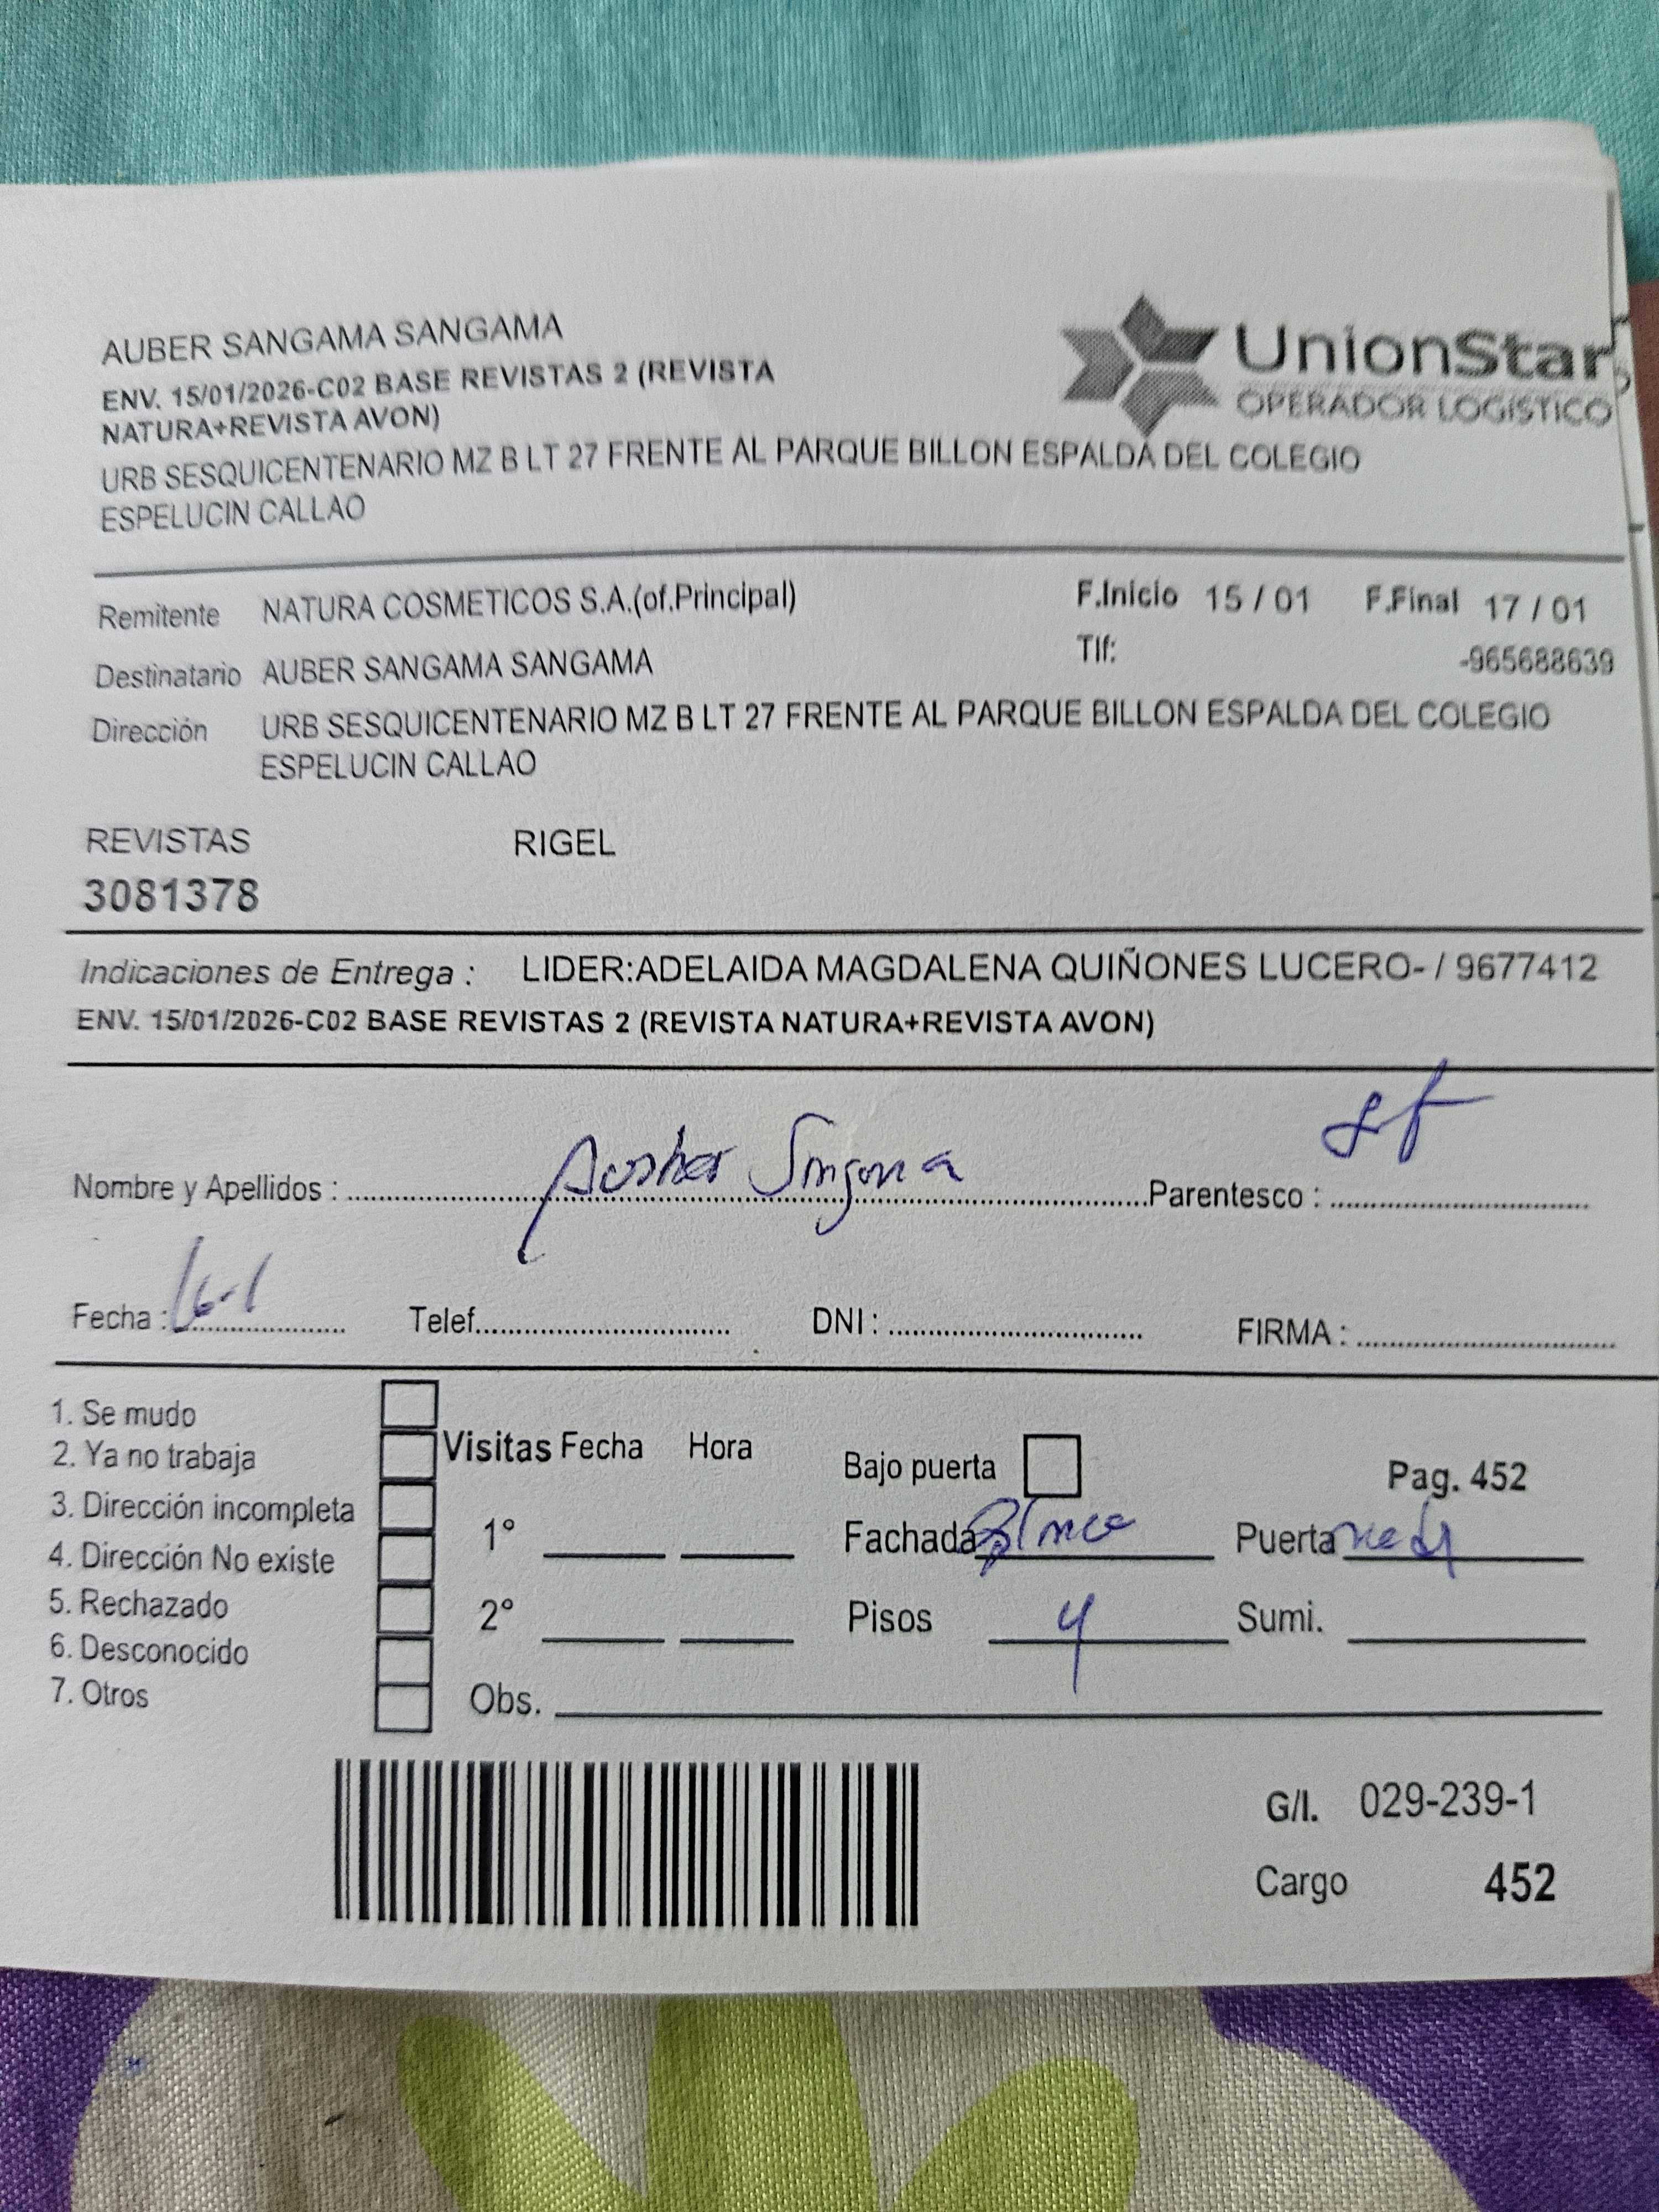 AUBER SANGAMA SANGAMA
ENV. 15/01/2026-C02 BASE REVISTAS 2 (REVISTA
NATURA+REVISTA AVON)
UnionStar
OPERADOR LOGÍSTICO
URB SESQUICENTENARIO MZ B LT 27 FRENTE AL PARQUE BILLON ESPALDA DEL COLEGIO
ESPELUCIN CALLAO
Remitente NATURA COSMETICOS S.A.(of.Principal) F.Inicio 15 / 01 F.Final 17 / 01
Destinatario AUBER SANGAMA SANGAMA Tlf: -965688639
Dirección URB SESQUICENTENARIO MZ B LT 27 FRENTE AL PARQUE BILLON ESPALDA DEL COLEGIO
ESPELUCIN CALLAO
REVISTAS RIGEL
3081378
Indicaciones de Entrega : LIDER:ADELAIDA MAGDALENA QUIÑONES LUCERO- / 9677412
ENV. 15/01/2026-C02 BASE REVISTAS 2 (REVISTA NATURA+REVISTA AVON)
Nombre y Apellidos : Parentesco :
Fecha : 16-1 Telef. DNI : FIRMA :
1. Se mudo
2. Ya no trabaja
3. Dirección incompleta
4. Dirección No existe
5. Rechazado
6. Desconocido
7. Otros
Visitas Fecha Hora
1°
2°
Obs.
Bajo puerta Pag. 452
Fachada Puerta
Pisos 4 Sumi.
G/I. 029-239-1
Cargo 452